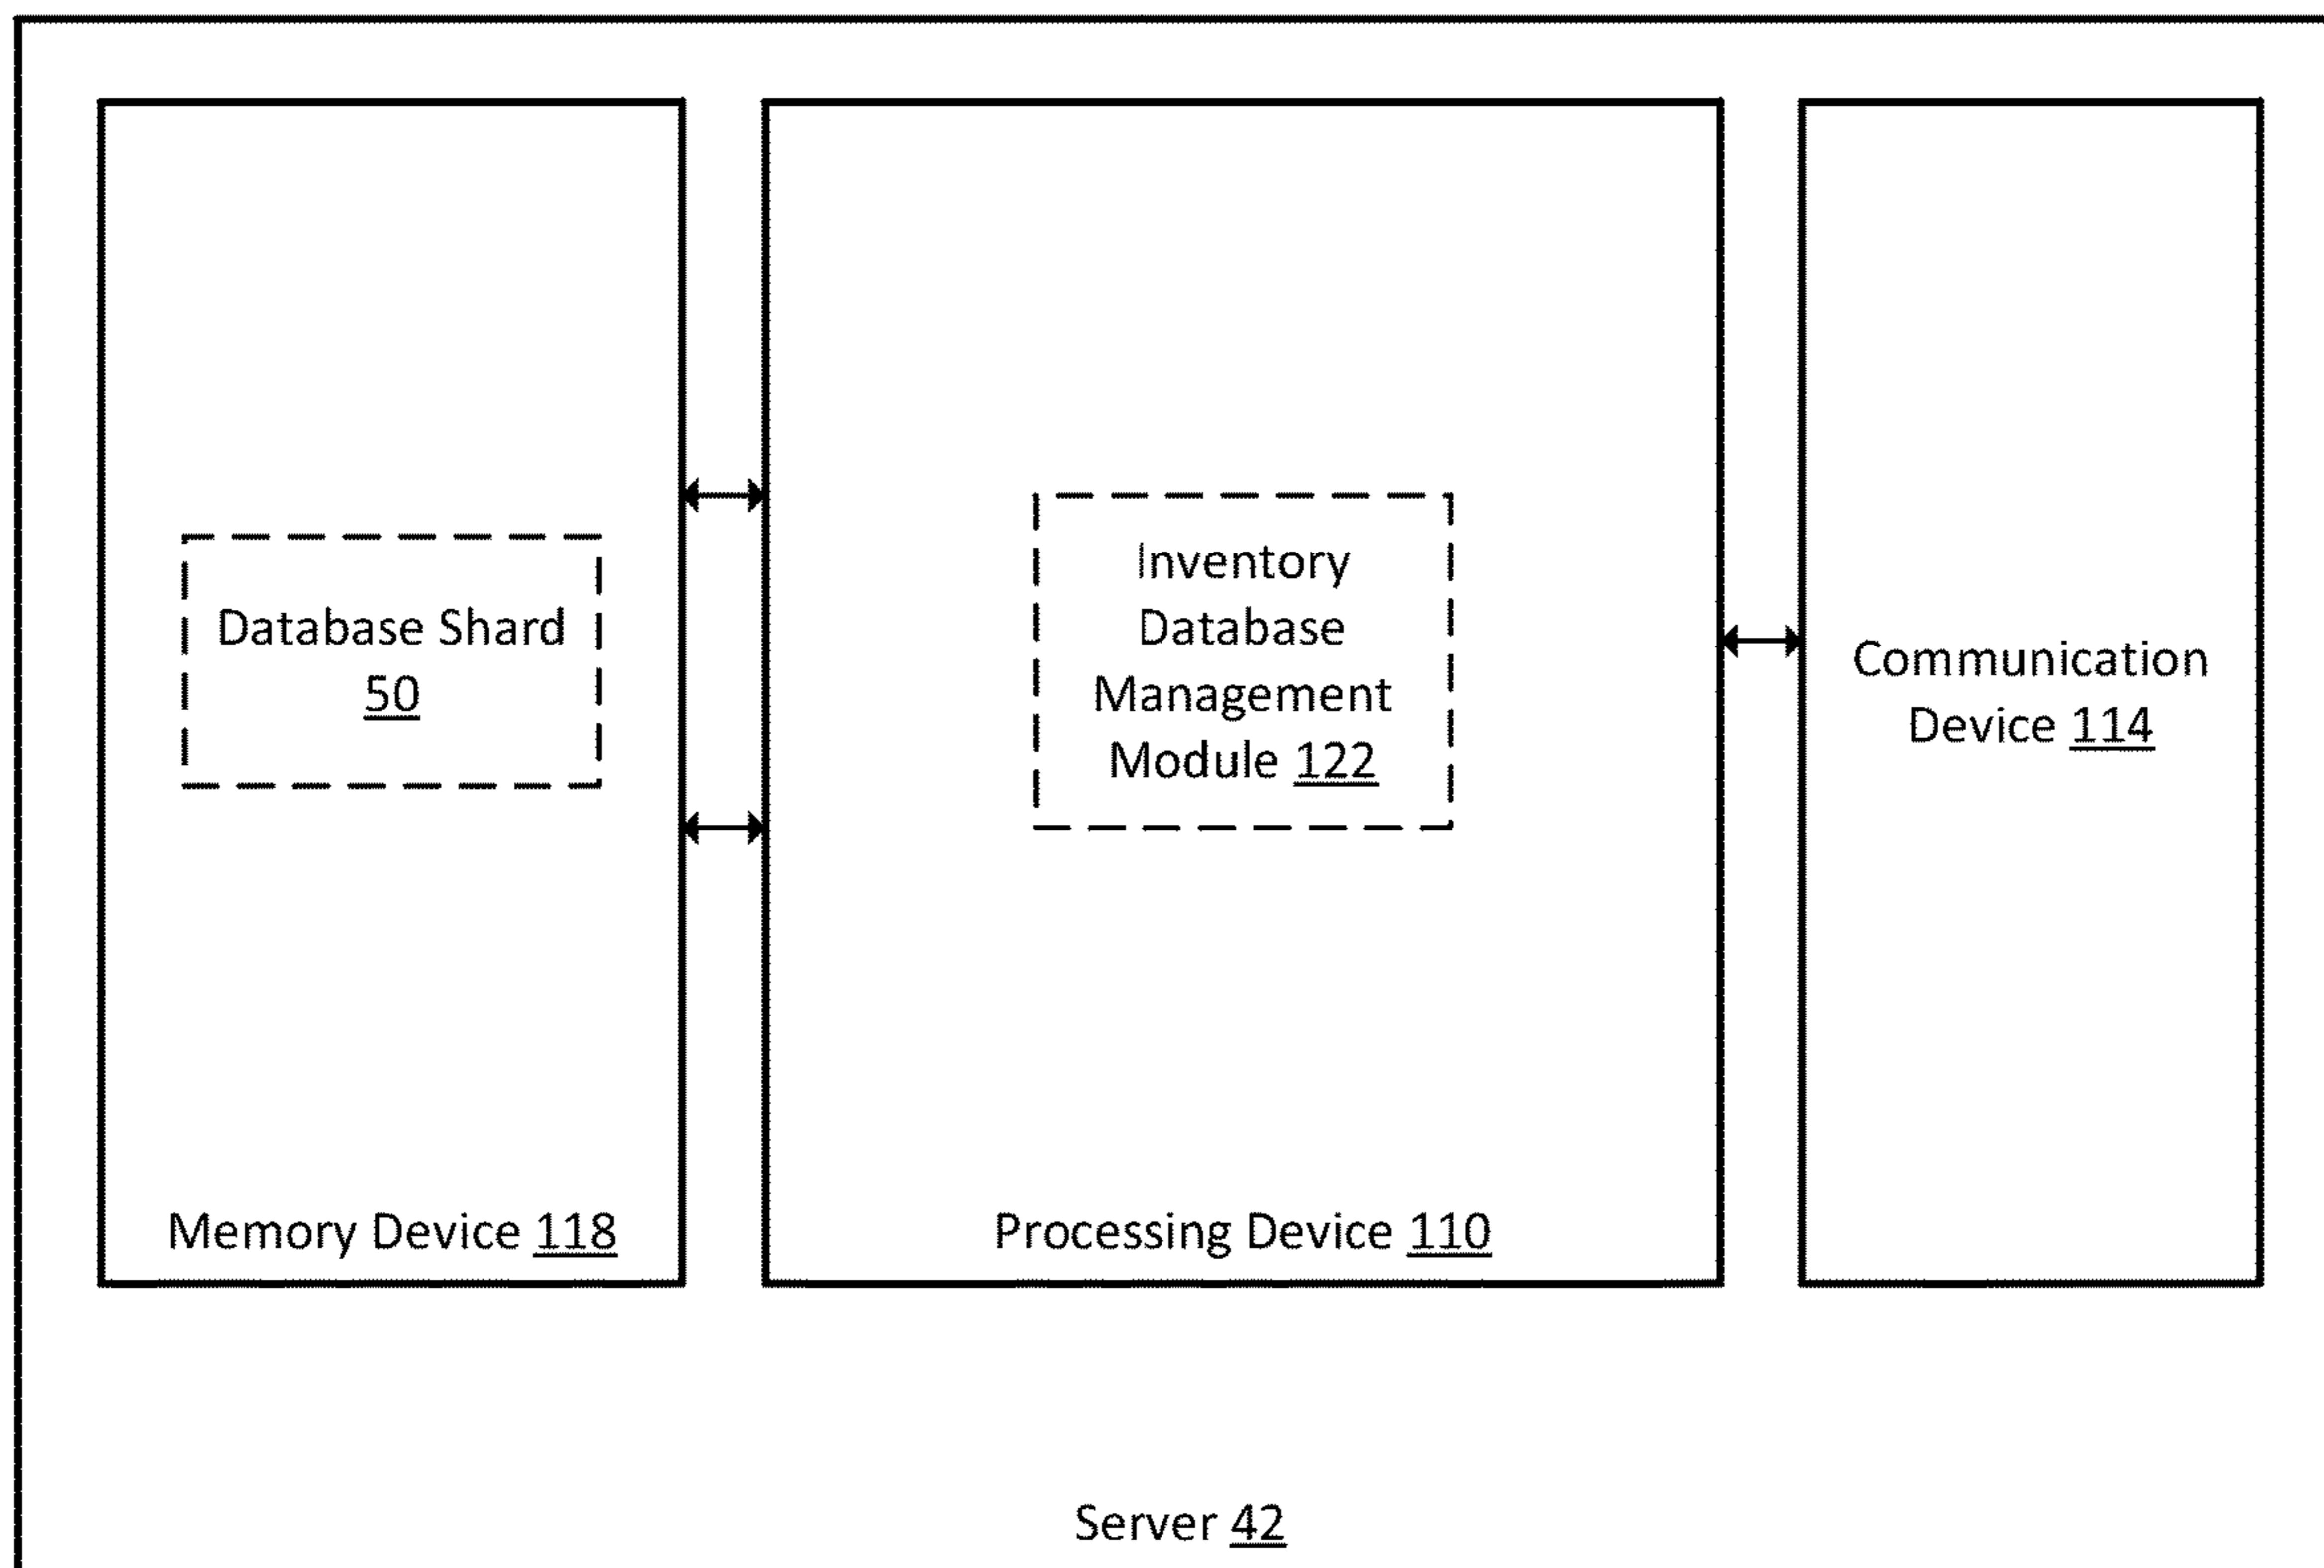 Database Shard
50
Memory Device 118
Inventory
Database
Management
Module 122
Processing Device 110
Communication
Device 114
Server 42